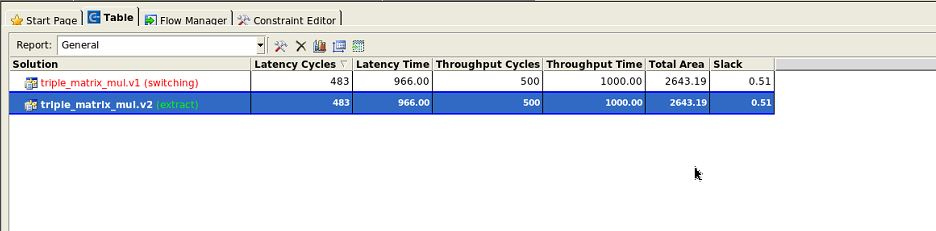 Start Page Table Flow Manager Constraint Editor
Report: General
Solution Latency Cycles Latency Time Throughput Cycles Throughput Time Total Area Slack
triple_matrix_mul.v1 (switching) 483 966.00 500 1000.00 2643.19 0.51
triple_matrix_mul.v2 (extract) 483 966.00 500 1000.00 2643.19 0.51